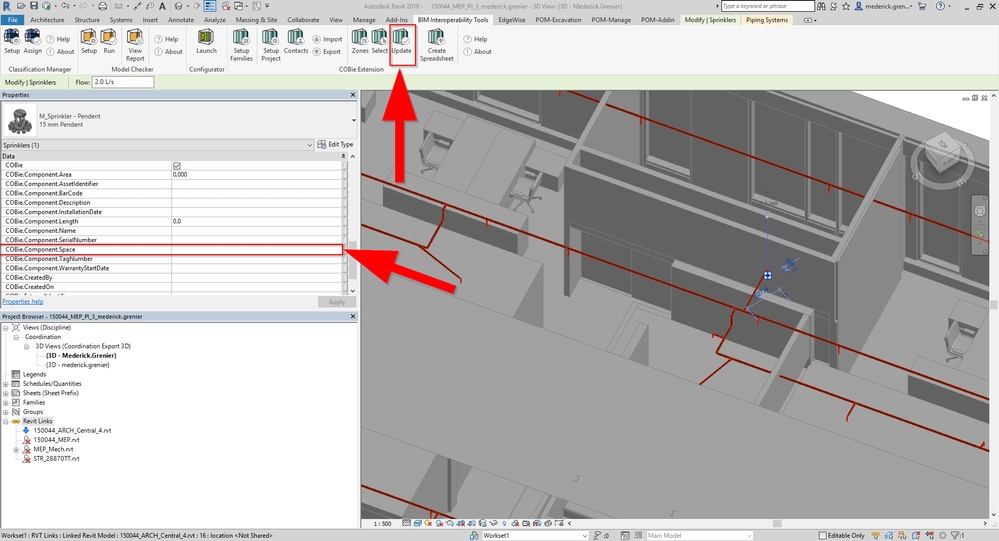 Autodesk Revit 2018 - 150044_MEP_PI_3_mederick.grenier - 3D View: {3D - Mederick.Grenier}
Type a keyword or phrase
mederick.gren...
File Architecture Structure Systems Insert Annotate Analyze Massing & Site Collaborate View Manage Add-Ins BIM Interoperability Tools EdgeWise POM-Excavation POM-Manage POM-Addin Modify | Sprinklers Piping Systems
Setup Assign Help About
Classification Manager
Setup Run View Report Help About
Model Checker
Launch
Configurator
Setup Families Setup Project Contacts Import Export Zones Select Update Create Spreadsheet Help About
COBie Extension
Modify | Sprinklers Flow: 2.0 L/s
Properties
M_Sprinkler - Pendent
15 mm Pendent
Sprinklers (1) Edit Type
Data
COBie
COBie.Component.Area 0.000
COBie.Component.AssetIdentifier
COBie.Component.BarCode
COBie.Component.Description
COBie.Component.InstallationDate
COBie.Component.Length 0.0
COBie.Component.Name
COBie.Component.SerialNumber
COBie.Component.Space
COBie.Component.TagNumber
COBie.Component.WarrantyStartDate
COBie.CreatedBy
COBie.CreatedOn
Properties help Apply
Project Browser - 150044_MEP_PI_3_mederick.grenier
Views (Discipline)
Coordination
3D Views (Coordination Export 3D)
{3D - Mederick.Grenier}
{3D - mederick.grenier}
Legends
Schedules/Quantities
Sheets (Sheet Prefix)
Families
Groups
Revit Links
150044_ARCH_Central_4.rvt
150044_MEP.rvt
MEP_Mech.rvt
STR_28870TT.rvt
1 : 500
Workset1 : RVT Links : Linked Revit Model : 150044_ARCH_Central_4.rvt : 16 : location <Not Shared>
Workset1 :0 Main Model Editable Only :1